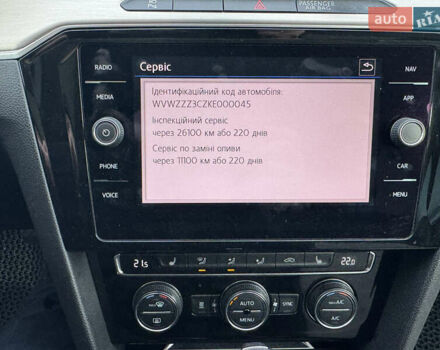 PASSENGER
AIR BAG
auto RIA
RADIO
Сервіс
NAV
MEDIA
Ідентифікаційний код автомобіля:
WVWZZZ3CZKE000045
APP
Інспекційний сервіс
через 26100 км або 220 днів
PHONE
Сервіс по заміні оливи
через 11100 км або 220 днів
CAR
VOICE
MENU
21.5
22.0
AUTO
MENU
SYNC
A/C
A/C